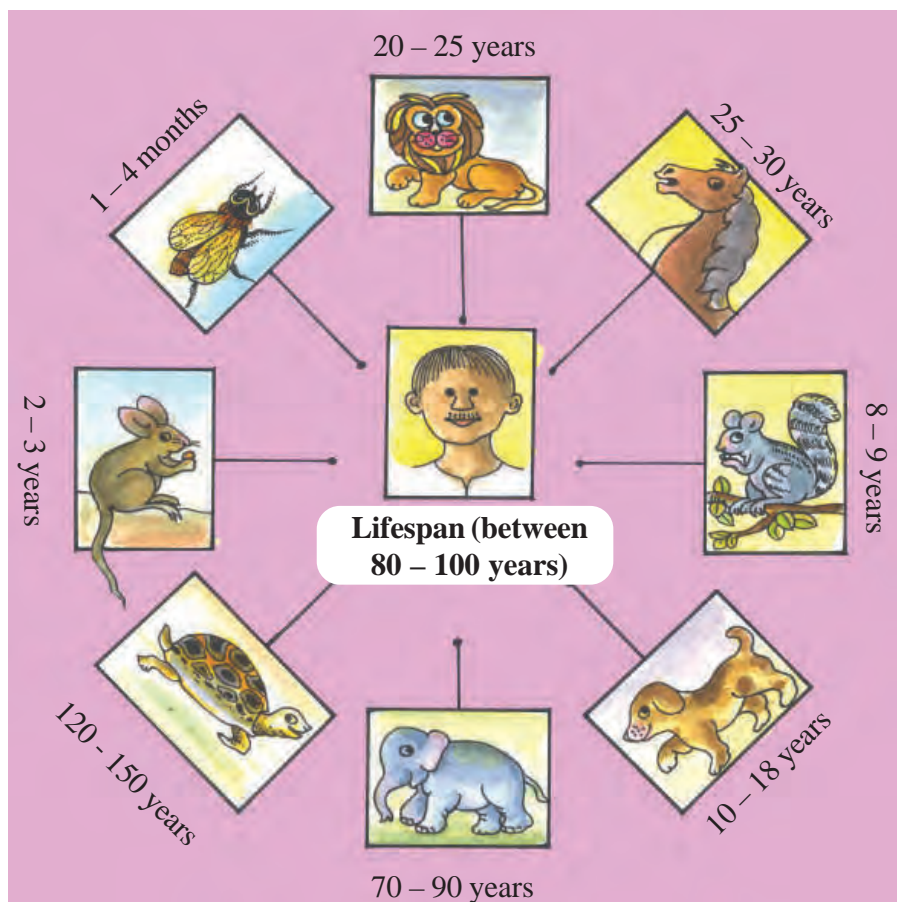 20 – 25 years
1 – 4 months
25 – 30 years
2 – 3 years
8 – 9 years
Lifespan (between
80 – 100 years)
120 - 150 years
10 – 18 years
70 – 90 years